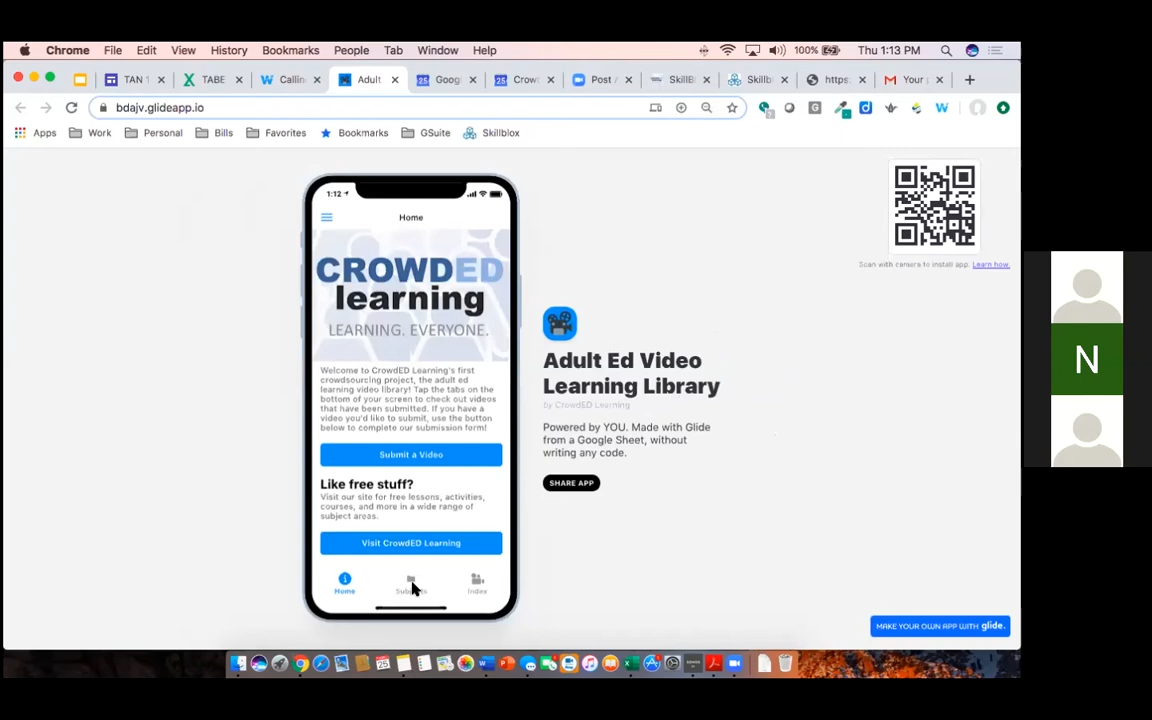 Chrome File Edit View History Bookmarks People Tab Window Help 100% Thu 1:13 PM
TAN TABE Callin Adult Goog Crowd Post / SkillB Skillb https: Your
bdajv.glideapp.io
Apps Work Personal Bills Favorites Bookmarks GSuite Skillblox
1:12
Home
CROWDED
learning
LEARNING. EVERYONE.
Welcome to CrowdED Learning's first
crowdsourcing project, the adult ed
learning video library! Tap the tabs on the
bottom of your screen to check out videos
that have been submitted. If you have a
video you'd like to submit, use the button
below to complete our submission form!
Submit a Video
Like free stuff?
Visit our site for free lessons, activities,
courses, and more in a wide range of
subject areas.
Visit CrowdED Learning
Home Subjects Index
Adult Ed Video
Learning Library
by CrowdED Learning
Powered by YOU. Made with Glide
from a Google Sheet, without
writing any code.
SHARE APP
Scan with camera to install app. Learn how.
MAKE YOUR OWN APP WITH glide.
N